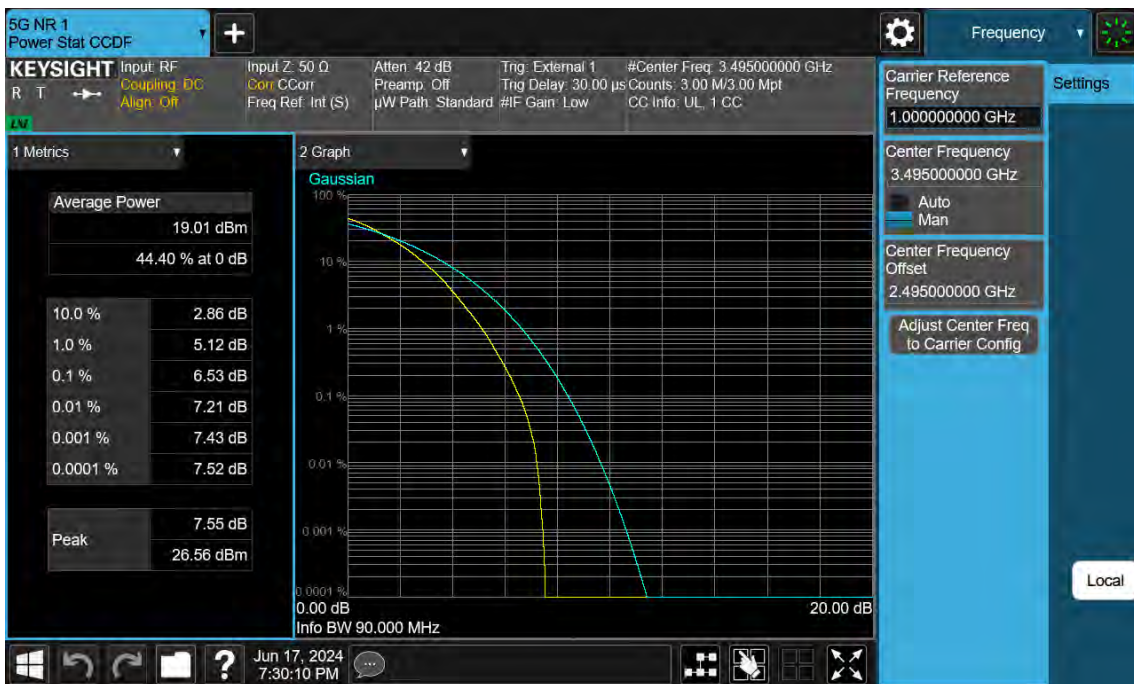 5G NR 1
Power Stat CCDF
+
Frequency
KEYSIGHT
R T
LNI
Input: RF
Coupling: DC
Align: Off
Input Z: 50 Ω
Corr CCorr
Freq Ref: Int (S)
Atten: 42 dB
Preamp: Off
µW Path: Standard
Trig: External 1
Trig Delay: 30.00 µs
#IF Gain: Low
#Center Freq: 3.495000000 GHz
Counts: 3.00 M/3.00 Mpt
CC Info: UL, 1 CC
1 Metrics
Average Power
19.01 dBm
44.40 % at 0 dB
10.0 % 2.86 dB
1.0 % 5.12 dB
0.1 % 6.53 dB
0.01 % 7.21 dB
0.001 % 7.43 dB
0.0001 % 7.52 dB
Peak
7.55 dB
26.56 dBm
2 Graph
Gaussian
100 %
10 %
1 %
0.1 %
0.01 %
0.001 %
0.0001 %
0.00 dB 20.00 dB
Info BW 90.000 MHz
Carrier Reference
Frequency
1.000000000 GHz
Center Frequency
3.495000000 GHz
Auto
Man
Center Frequency
Offset
2.495000000 GHz
Adjust Center Freq
to Carrier Config
Settings
Local
?
Jun 17, 2024
7:30:10 PM